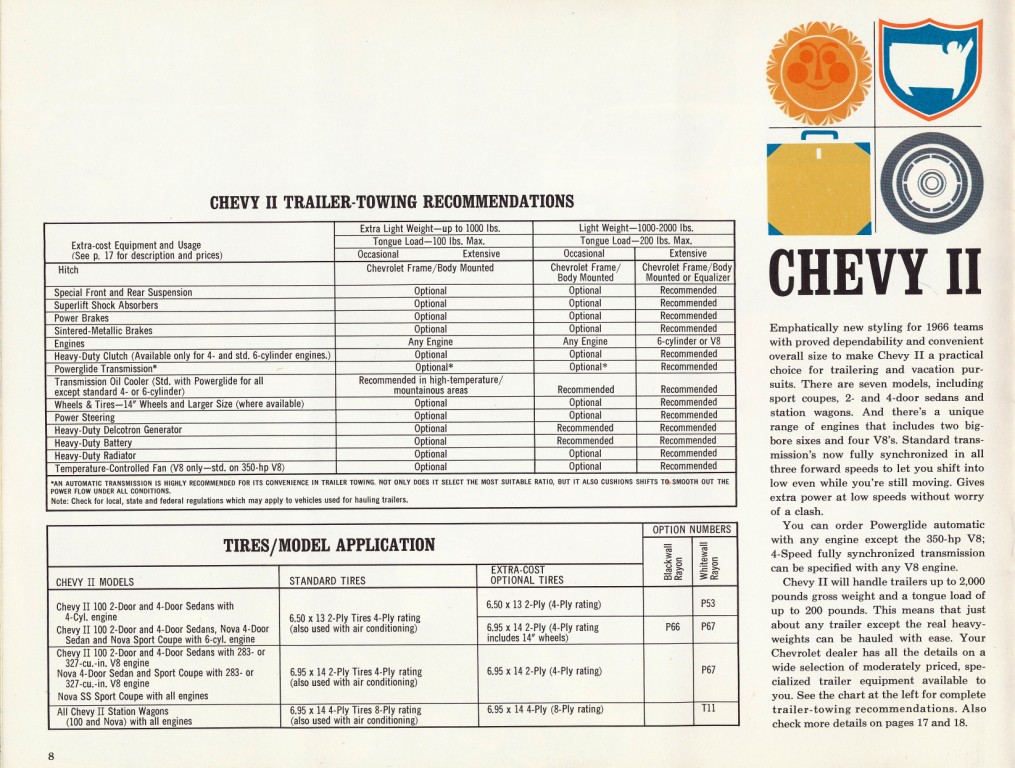 CHEVY II TRAILER-TOWING RECOMMENDATIONS
Extra-cost Equipment and Usage
(See p. 17 for description and prices)
Extra Light Weight—up to 1000 lbs.
Light Weight—1000-2000 lbs.
Tongue Load—100 lbs. Max.
Tongue Load—200 lbs. Max.
Occasional Extensive Occasional Extensive
Hitch Chevrolet Frame/Body Mounted Chevrolet Frame/ Chevrolet Frame/Body
Body Mounted Mounted or Equalizer
Special Front and Rear Suspension Optional Optional Recommended
Superlift Shock Absorbers Optional Optional Recommended
Power Brakes Optional Optional Recommended
Sintered-Metallic Brakes Optional Optional Recommended
Engines Any Engine Any Engine 6-cylinder or V8
Heavy-Duty Clutch (Available only for 4- and std. 6-cylinder engines.) Optional Optional Recommended
Powerglide Transmission* Optional* Optional* Recommended
Transmission Oil Cooler (Std. with Powerglide for all Recommended in high-temperature/
except standard 4- or 6-cylinder) mountainous areas Recommended Recommended
Wheels & Tires—14" Wheels and Larger Size (where available) Optional Optional Recommended
Power Steering Optional Optional Recommended
Heavy-Duty Delcotron Generator Optional Recommended Recommended
Heavy-Duty Battery Optional Recommended Recommended
Heavy-Duty Radiator Optional Optional Recommended
Temperature-Controlled Fan (V8 only—std. on 350-hp V8) Optional Optional Recommended
*AN AUTOMATIC TRANSMISSION IS HIGHLY RECOMMENDED FOR ITS CONVENIENCE IN TRAILER TOWING. NOT ONLY DOES IT SELECT THE MOST SUITABLE RATIO, BUT IT ALSO CUSHIONS SHIFTS TO SMOOTH OUT THE
POWER FLOW UNDER ALL CONDITIONS.
Note: Check for local, state and federal regulations which may apply to vehicles used for hauling trailers.
TIRES/MODEL APPLICATION
OPTION NUMBERS
Blackwall
Rayon
Whitewall
Rayon
CHEVY II MODELS
STANDARD TIRES
EXTRA-COST
OPTIONAL TIRES
Chevy II 100 2-Door and 4-Door Sedans with
4-Cyl. engine
Chevy II 100 2-Door and 4-Door Sedans, Nova 4-Door
Sedan and Nova Sport Coupe with 6-cyl. engine
6.50 x 13 2-Ply Tires 4-Ply rating
(also used with air conditioning)
6.50 x 13 2-Ply (4-Ply rating) P53
6.95 x 14 2-Ply (4-Ply rating P66 P67
includes 14" wheels)
Chevy II 100 2-Door and 4-Door Sedans with 283- or
327-cu.-in. V8 engine
Nova 4-Door Sedan and Sport Coupe with 283- or
327-cu.-in. V8 engine
Nova SS Sport Coupe with all engines
6.95 x 14 2-Ply Tires 4-Ply rating
(also used with air conditioning)
6.95 x 14 2-Ply (4-Ply rating) P67
All Chevy II Station Wagons
(100 and Nova) with all engines
6.95 x 14 4-Ply Tires 8-Ply rating
(also used with air conditioning)
6.95 x 14 4-Ply (8-Ply rating) T11
8
CHEVY II
Emphatically new styling for 1966 teams
with proved dependability and convenient
overall size to make Chevy II a practical
choice for trailering and vacation pur-
suits. There are seven models, including
sport coupes, 2- and 4-door sedans and
station wagons. And there's a unique
range of engines that includes two big-
bore sixes and four V8's. Standard trans-
mission's now fully synchronized in all
three forward speeds to let you shift into
low even while you're still moving. Gives
extra power at low speeds without worry
of a clash.
You can order Powerglide automatic
with any engine except the 350-hp V8;
4-Speed fully synchronized transmission
can be specified with any V8 engine.
Chevy II will handle trailers up to 2,000
pounds gross weight and a tongue load of
up to 200 pounds. This means that just
about any trailer except the real heavy-
weights can be hauled with ease. Your
Chevrolet dealer has all the details on a
wide selection of moderately priced, spe-
cialized trailer equipment available to
you. See the chart at the left for complete
trailer-towing recommendations. Also
check more details on pages 17 and 18.